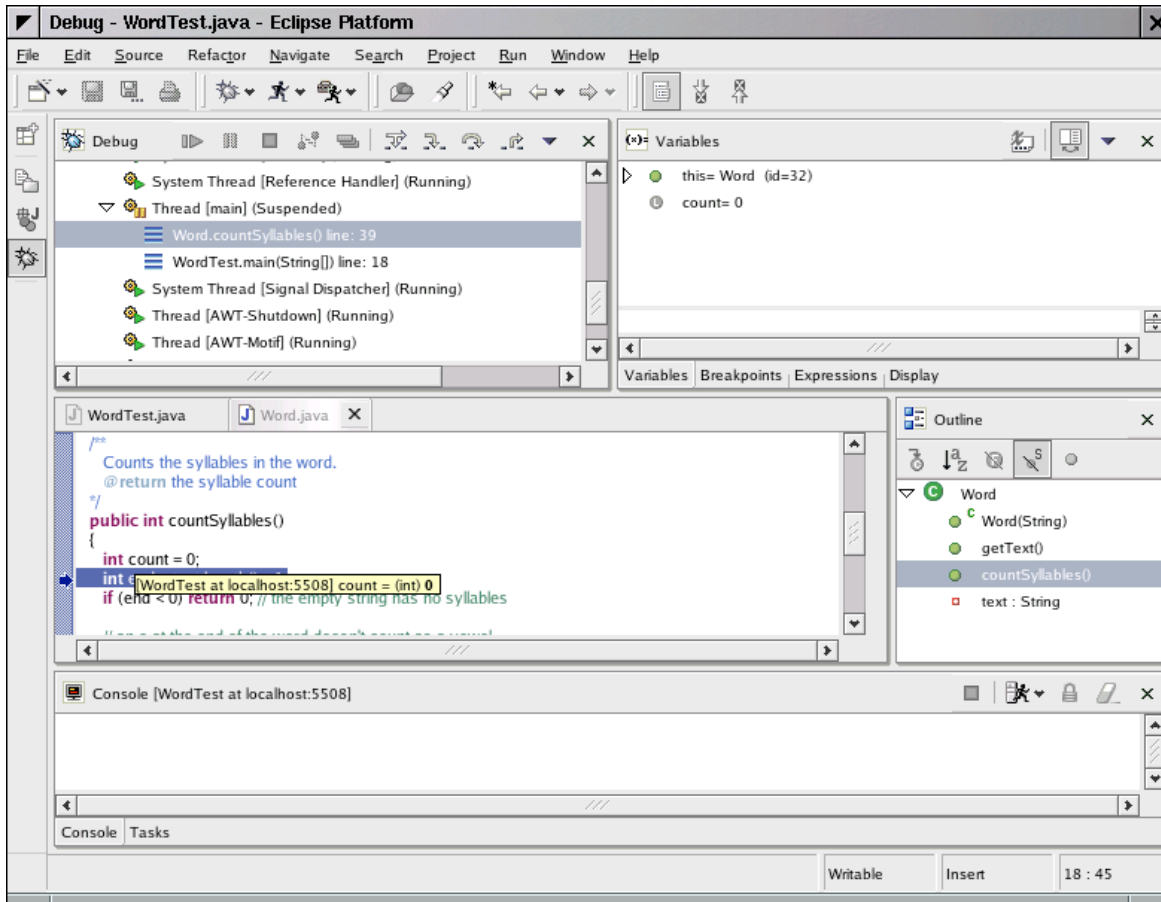 Debug - WordTest.java - Eclipse Platform
File Edit Source Refactor Navigate Search Project Run Window Help
Debug
System Thread [Reference Handler] (Running)
Thread [main] (Suspended)
Word.countSyllables() line: 39
WordTest.main(String[]) line: 18
System Thread [Signal Dispatcher] (Running)
Thread [AWT-Shutdown] (Running)
Thread [AWT-Motif] (Running)
(x)= Variables
this= Word (id=32)
count= 0
Variables Breakpoints Expressions Display
WordTest.java Word.java
/**
Counts the syllables in the word.
@return the syllable count
*/
public int countSyllables()
{
int count = 0;
int
[WordTest at localhost:5508] count = (int) 0
if (end < 0) return 0; // the empty string has no syllables
Outline
Word
Word(String)
getText()
countSyllables()
text : String
Console [WordTest at localhost:5508]
Console Tasks
Writable Insert 18 : 45